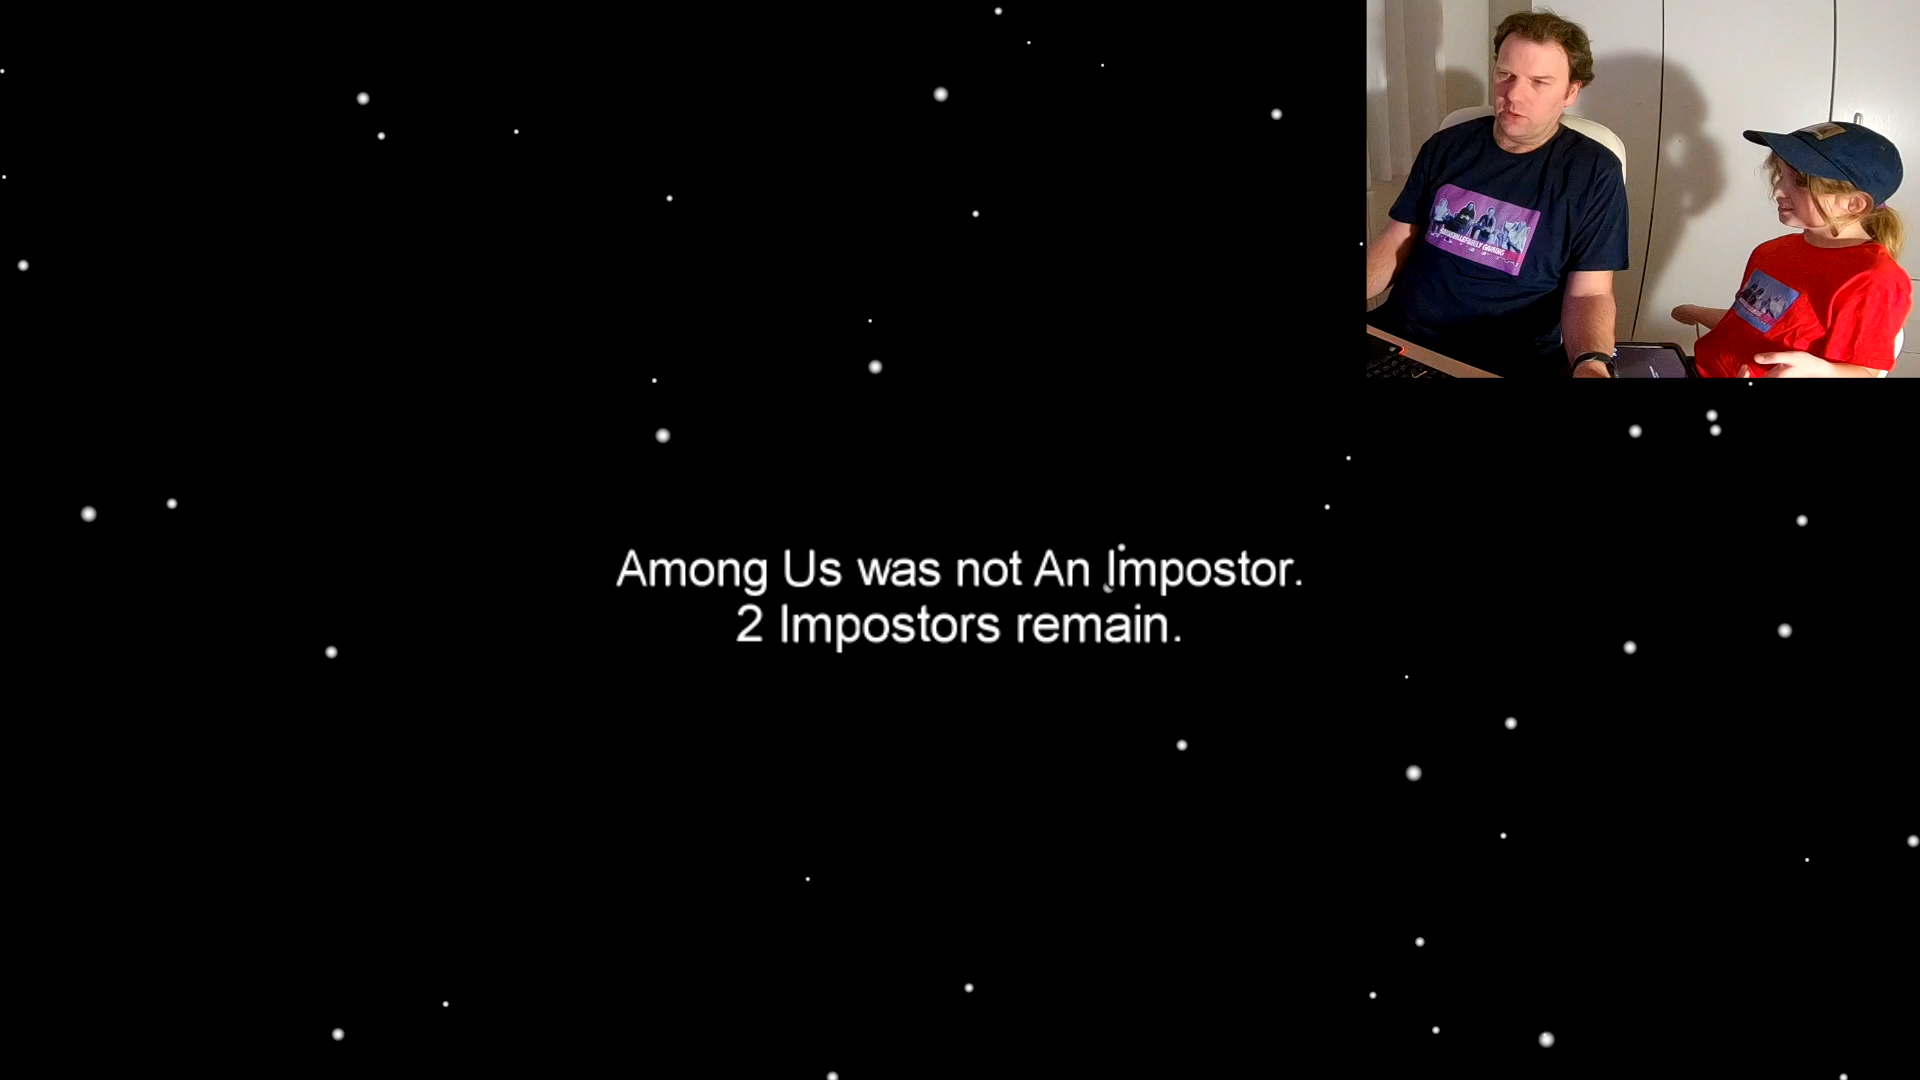 Among Us was not An Impostor.
2 Impostors remain.